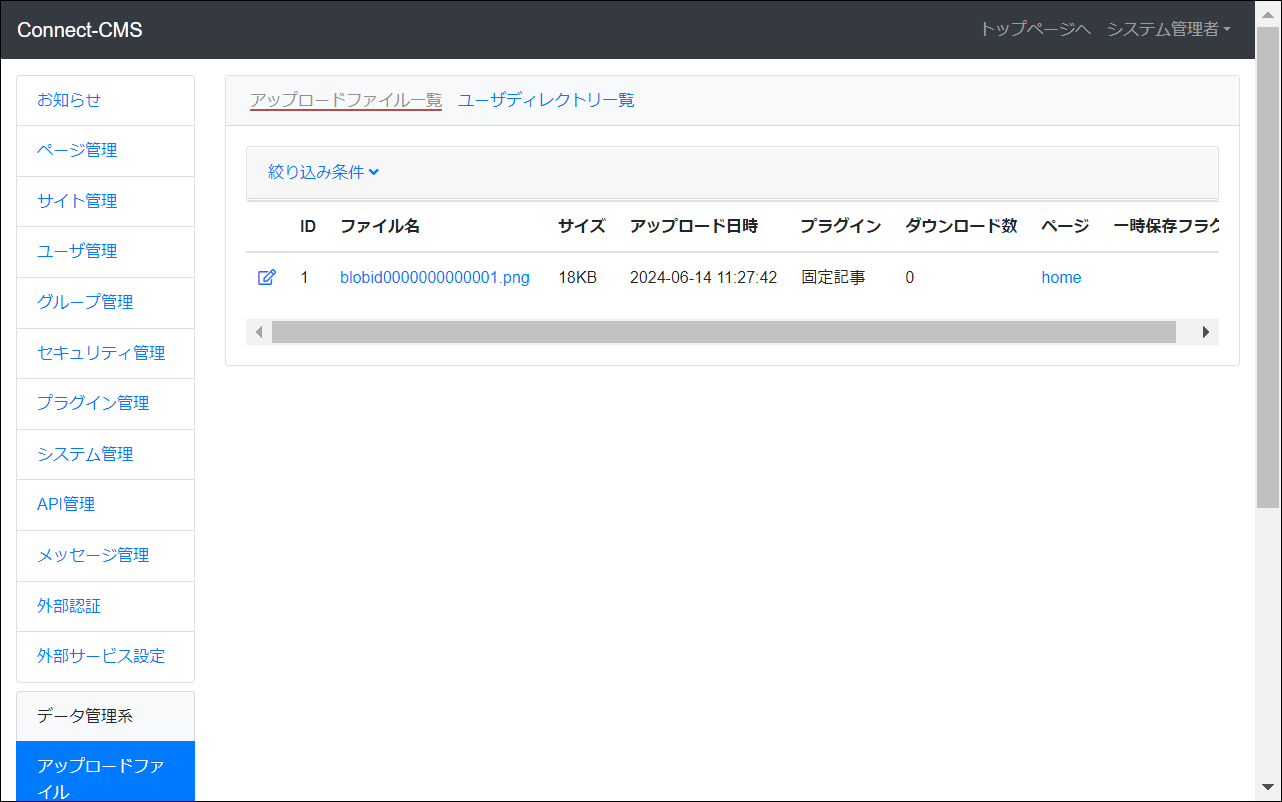 Connect-CMS
トップページへ システム管理者
お知らせ
ページ管理
サイト管理
ユーザ管理
グループ管理
セキュリティ管理
プラグイン管理
システム管理
API管理
メッセージ管理
外部認証
外部サービス設定
データ管理系
アップロードファ
イル
アップロードファイル一覧 ユーザディレクトリ一覧
絞り込み条件
ID ファイル名 サイズ アップロード日時 プラグイン ダウンロード数 ページ 一時保存フラグ
1 blobid0000000000001.png 18KB 2024-06-14 11:27:42 固定記事 0 home